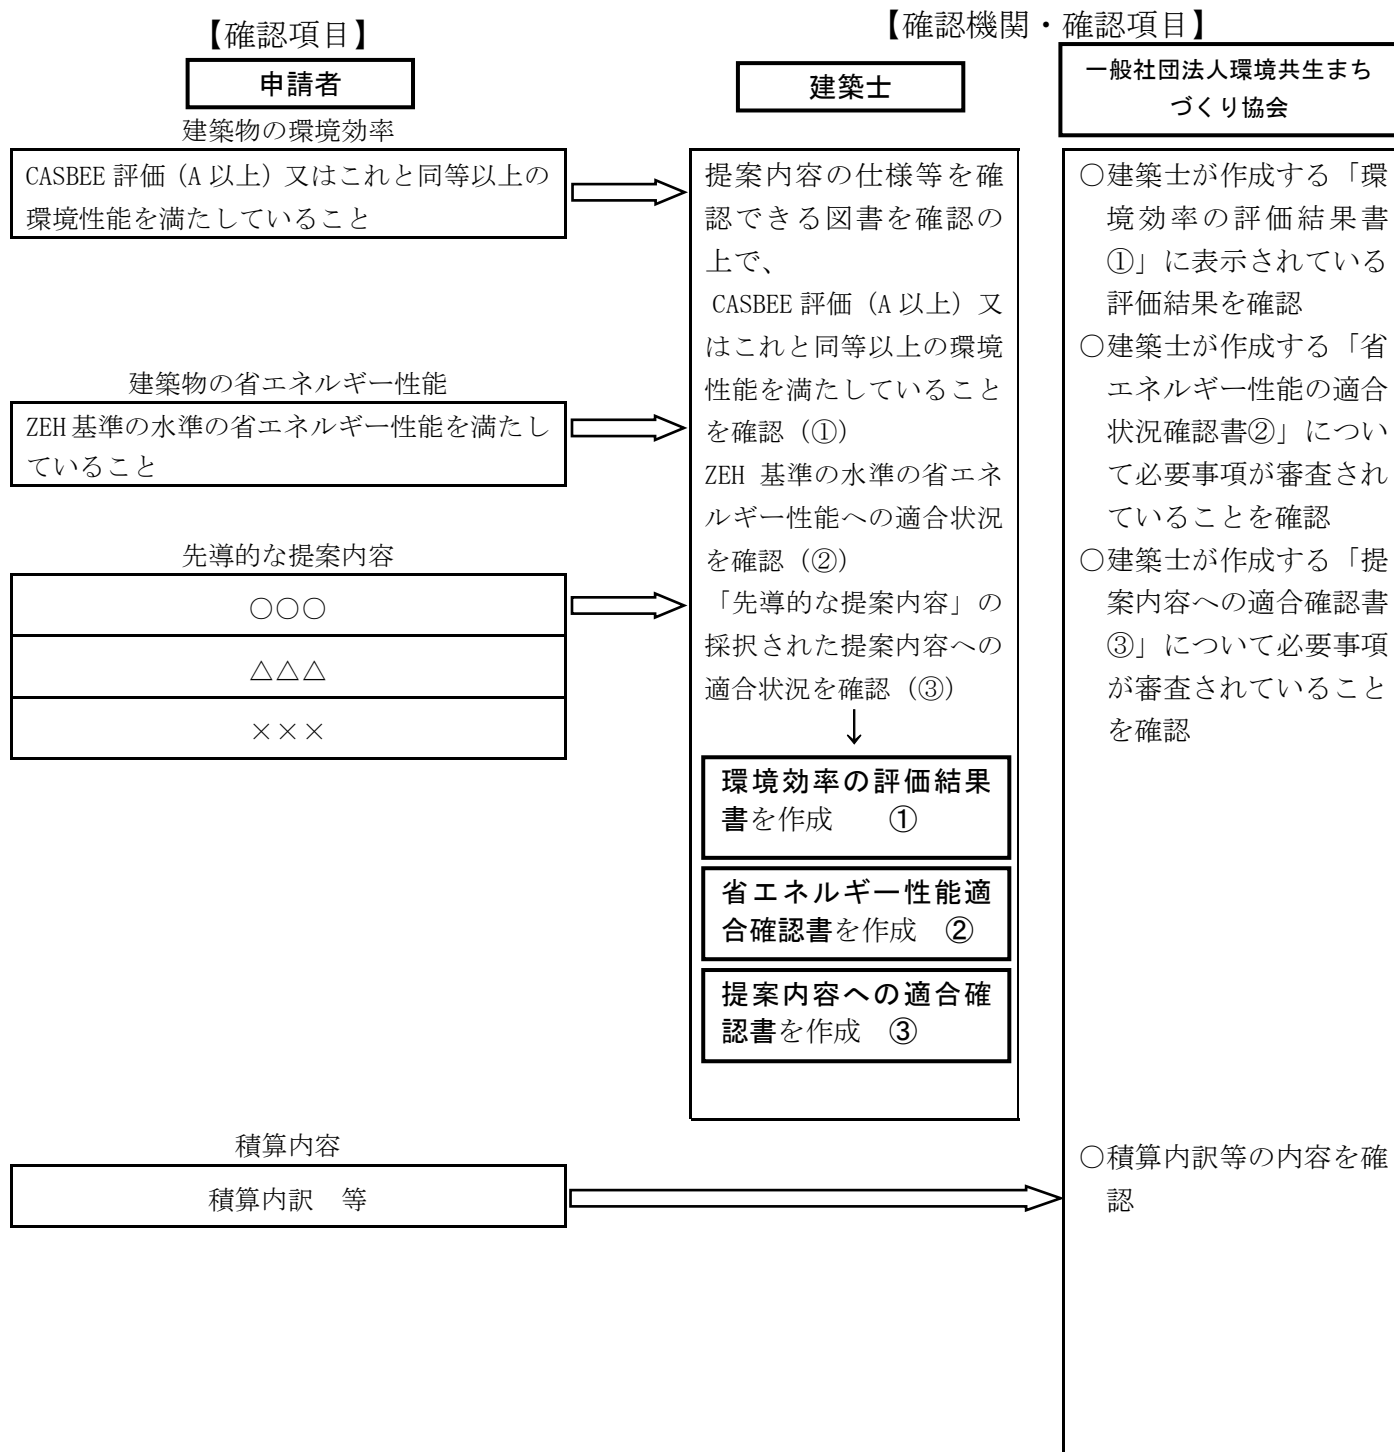 【確認項目】
申請者
建築物の環境効率
CASBEE 評価（A 以上）又はこれと同等以上の
環境性能を満たしていること
建築物の省エネルギー性能
ZEH 基準の水準の省エネルギー性能を満たし
ていること
先導的な提案内容
○○○
△△△
×××
積算内容
積算内訳　等
【確認機関・確認項目】
建築士
提案内容の仕様等を確
認できる図書を確認の
上で、
CASBEE 評価（A 以上）又
はこれと同等以上の環境
性能を満たしていること
を確認（①）
ZEH 基準の水準の省エネ
ルギー性能への適合状況
を確認（②）
「先導的な提案内容」の
採択された提案内容への
適合状況を確認（③）
↓
環境効率の評価結果
書を作成　　①
省エネルギー性能適
合確認書を作成　②
提案内容への適合確
認書を作成　③
一般社団法人環境共生まち
づくり協会
○建築士が作成する「環
境効率の評価結果書
①」に表示されている
評価結果を確認
○建築士が作成する「省
エネルギー性能の適合
状況確認書②」につい
て必要事項が審査され
ていることを確認
○建築士が作成する「提
案内容への適合確認書
③」について必要事項
が審査されていること
を確認
○積算内訳等の内容を確
認